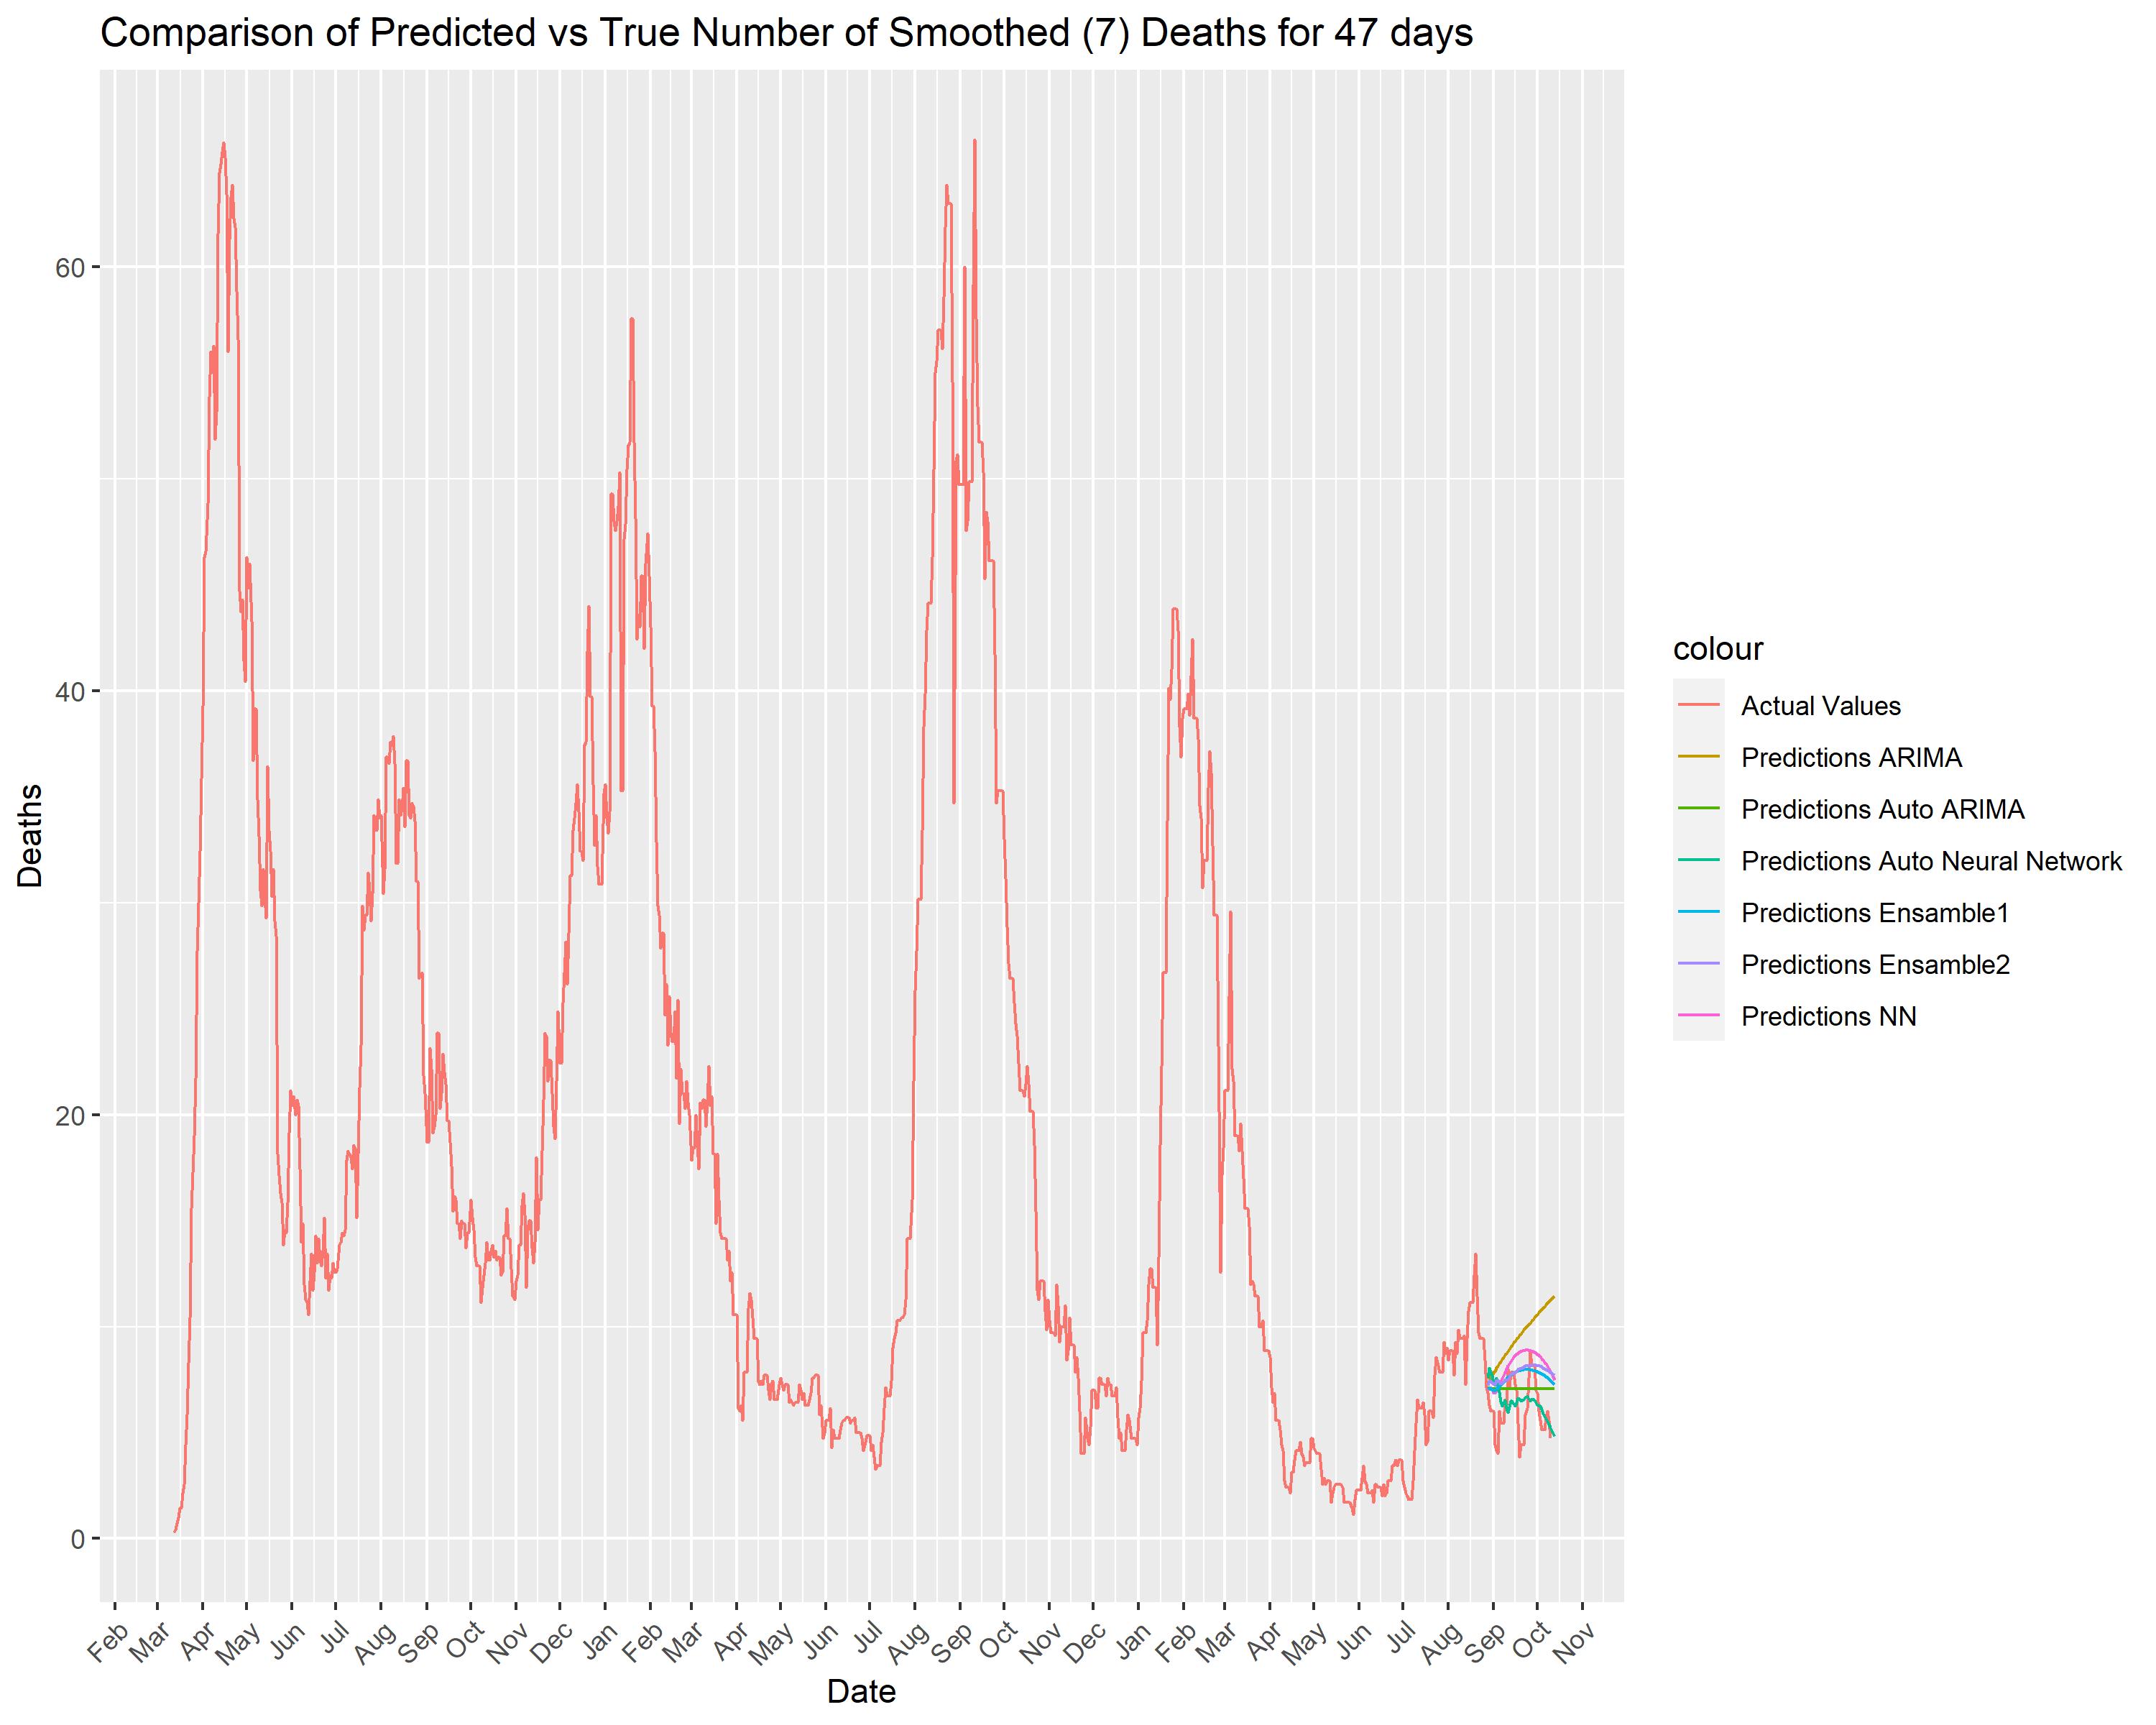 Comparison of Predicted vs True Number of Smoothed (7) Deaths for 47 days
60
40
20
0
Deaths
Feb Mar Apr May Jun Jul Aug Sep Oct Nov Dec Jan Feb Mar Apr May Jun Jul Aug Sep Oct Nov Dec Jan Feb Mar Apr May Jun Jul Aug Sep Oct Nov
Date
colour
Actual Values
Predictions ARIMA
Predictions Auto ARIMA
Predictions Auto Neural Network
Predictions Ensamble1
Predictions Ensamble2
Predictions NN